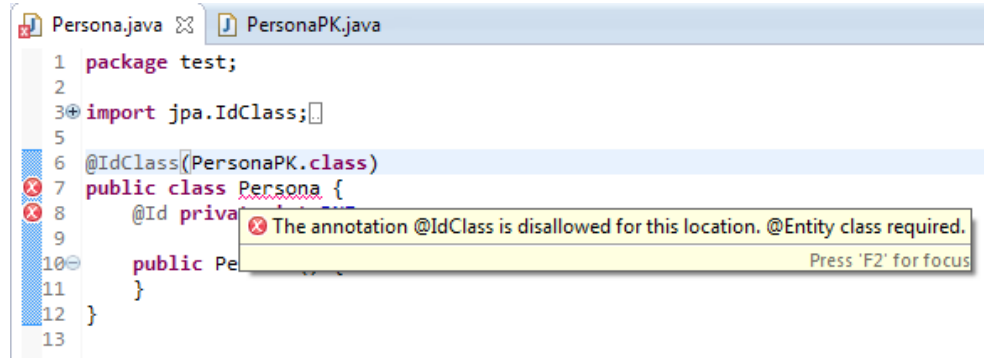 Persona.java PersonaPK.java
1 package test;
2
3 import jpa.IdClass;
5
6 @IdClass(PersonaPK.class)
7 public class Persona {
8 @Id
The annotation @IdClass is disallowed for this location. @Entity class required.
9
Press 'F2' for focus
10 public
11 }
12 }
13